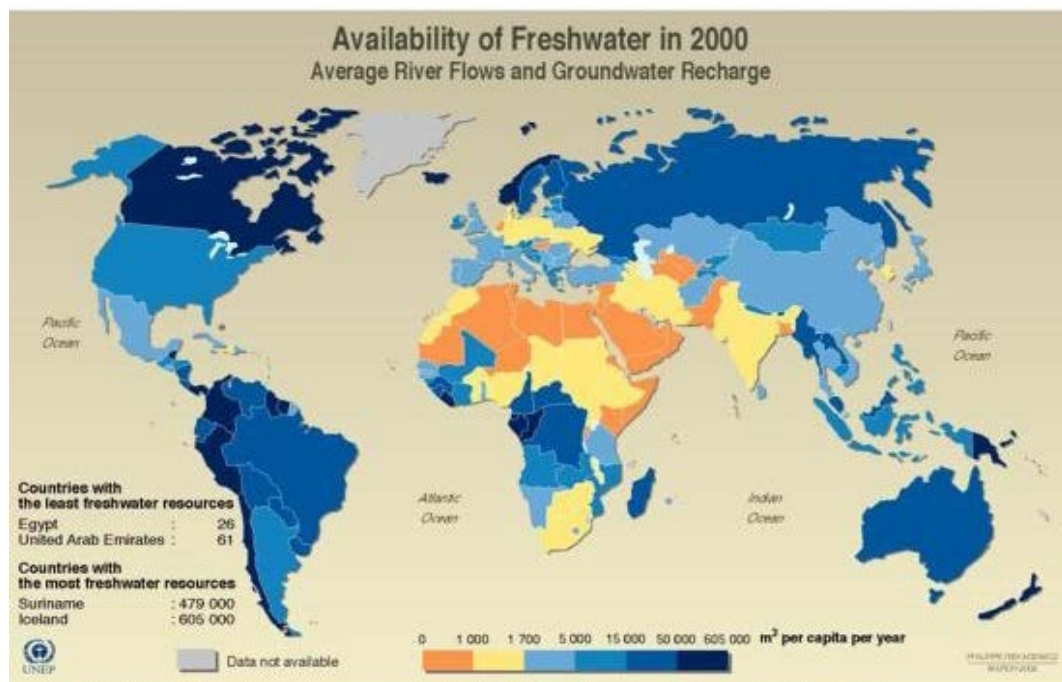 Availability of Freshwater in 2000
Average River Flows and Groundwater Recharge
Pacific
Ocean
Pacific
Ocean
Atlantic
Ocean
Indian
Ocean
Countries with
the least freshwater resources
Egypt : 26
United Arab Emirates : 61
Countries with
the most freshwater resources
Suriname : 479 000
Iceland : 605 000
0 1 000 1 700 5 000 15 000 50 000 605 000 m³ per capita per year
Data not available
UNEP